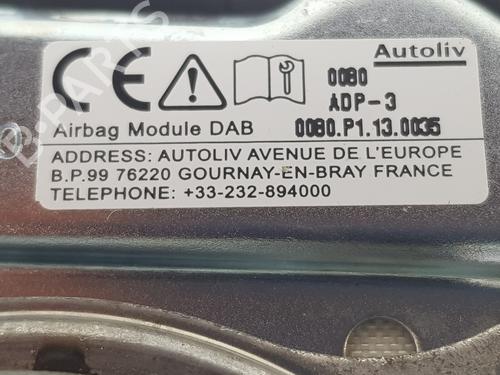 Autoliv
0080
ADP-3
Airbag Module DAB 0080.P1.13.0035
ADDRESS: AUTOLIV AVENUE DE L'EUROPE
B.P.99 76220 GOURNAY-EN-BRAY FRANCE
TELEPHONE: +33-232-894000
B-PARTS